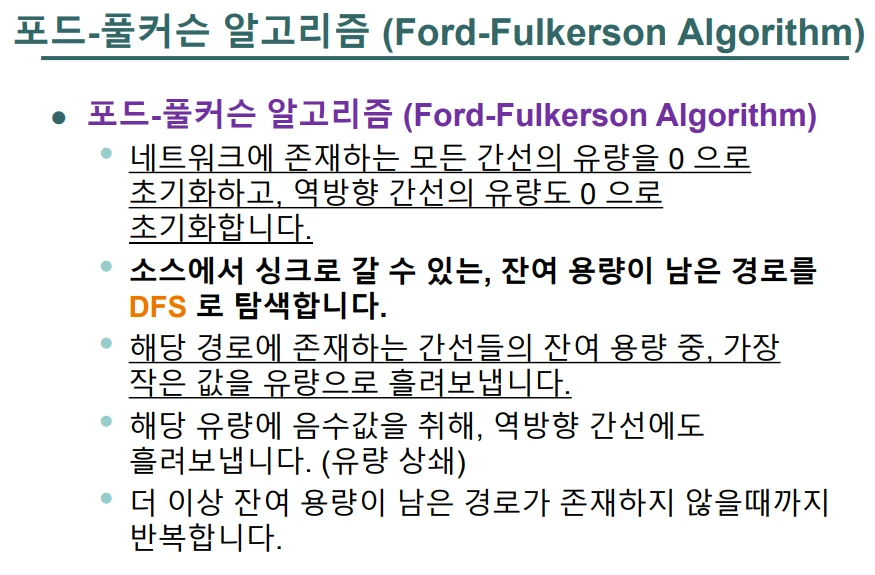 포드-풀커슨 알고리즘 (Ford-Fulkerson Algorithm)
포드-풀커슨 알고리즘 (Ford-Fulkerson Algorithm)
네트워크에 존재하는 모든 간선의 유량을 0 으로
초기화하고, 역방향 간선의 유량도 0 으로
초기화합니다.
소스에서 싱크로 갈 수 있는, 잔여 용량이 남은 경로를
DFS 로 탐색합니다.
해당 경로에 존재하는 간선들의 잔여 용량 중, 가장
작은 값을 유량으로 흘려보냅니다.
해당 유량에 음수값을 취해, 역방향 간선에도
흘려보냅니다. (유량 상쇄)
더 이상 잔여 용량이 남은 경로가 존재하지 않을때까지
반복합니다.